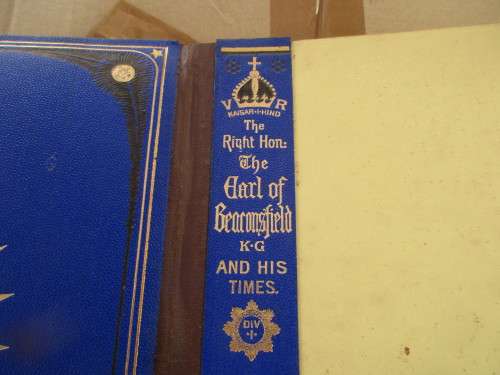 V R
KAISAR·I·HIND
The
Right Hon:
The
Earl of
Beaconsfield
K·G
AND HIS
TIMES.
DIV
·I·